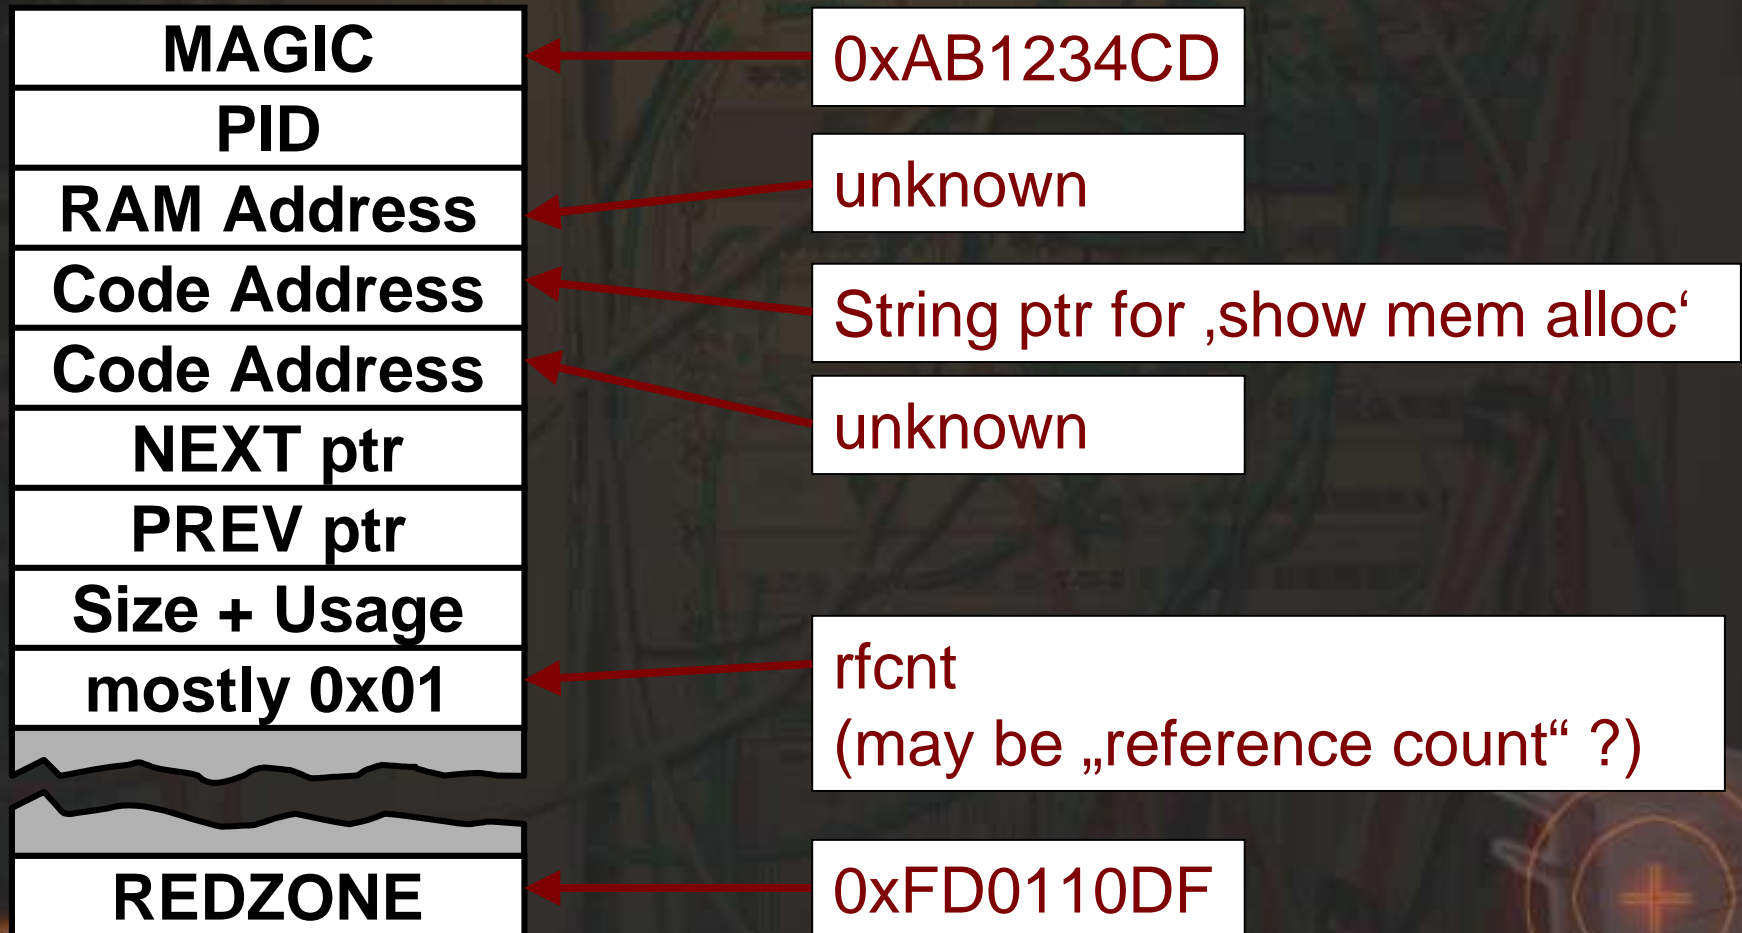 MAGIC
0xAB1234CD
PID
RAM Address
unknown
Code Address
String ptr for ‚show mem alloc‘
Code Address
unknown
NEXT ptr
PREV ptr
Size + Usage
mostly 0x01
rfcnt
(may be „reference count“ ?)
REDZONE
0xFD0110DF